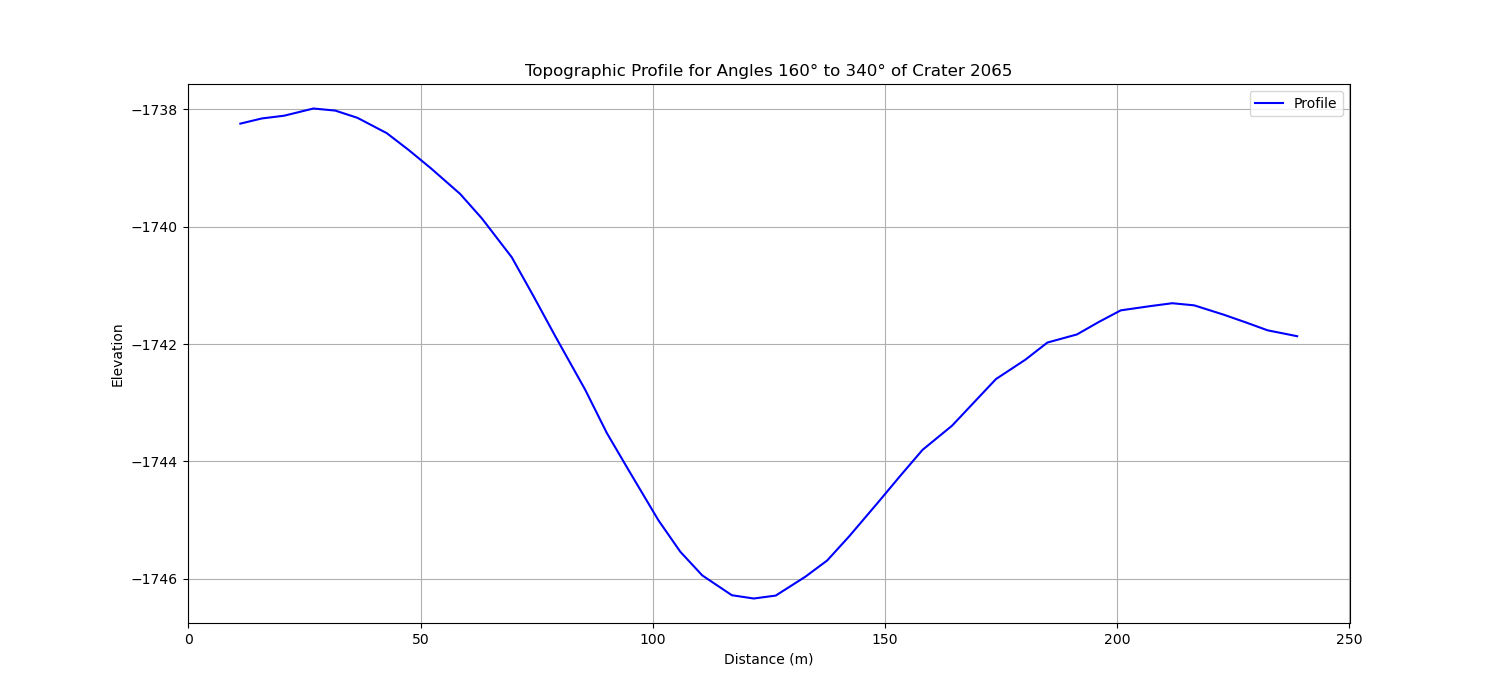 Topographic Profile for Angles 160° to 340° of Crater 2065
Profile
−1738
−1740
−1742
−1744
−1746
Elevation
0
50
100
150
200
250
Distance (m)